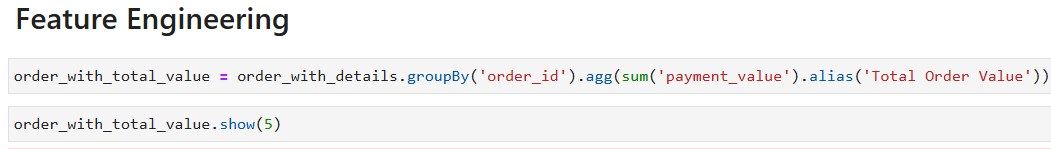 Feature Engineering
order_with_total_value = order_with_details.groupBy('order_id').agg(sum('payment_value').alias('Total Order Value'))
order_with_total_value.show(5)